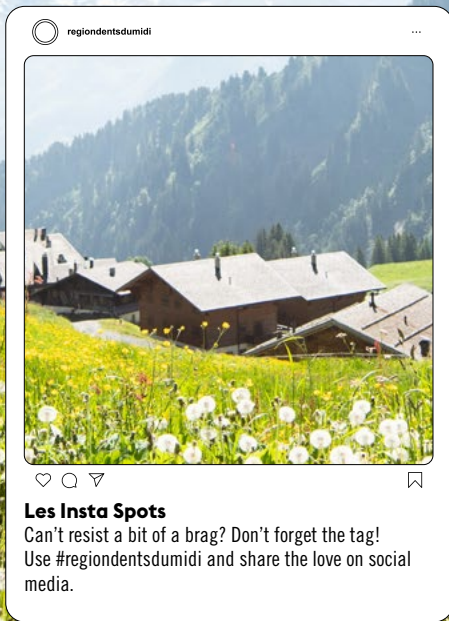 regiondentsdumidi
...
Les Insta Spots
Can't resist a bit of a brag? Don't forget the tag!
Use #regiondentsdumidi and share the love on social
media.